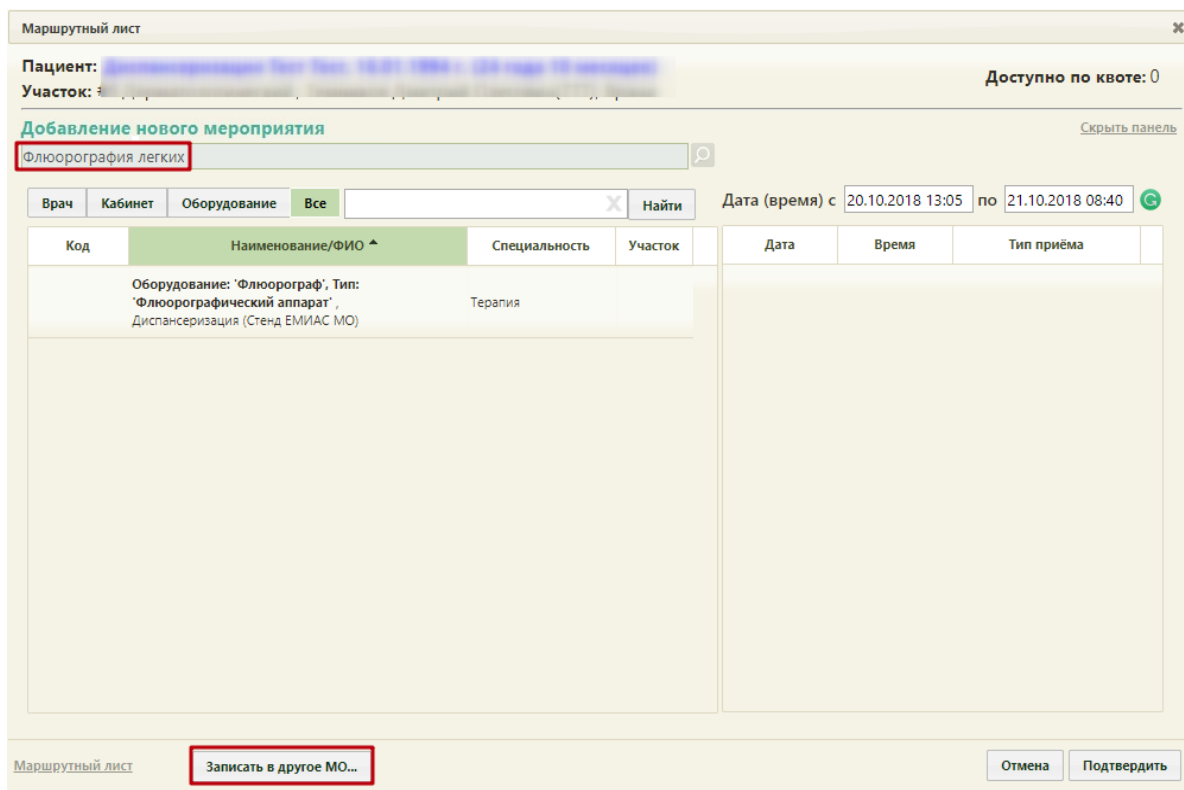 Маршрутный лист
Пациент:
Доступно по квоте: 0
Участок:
Добавление нового мероприятия
Скрыть панель
Флюорография легких
Врач Кабинет Оборудование Все Найти
Дата (время) с 20.10.2018 13:05 по 21.10.2018 08:40
Код Наименование/ФИО Специальность Участок
Дата Время Тип приёма
Оборудование: 'Флюорограф', Тип:
'Флюорографический аппарат' ,
Диспансеризация (Стенд ЕМИАС МО)
Терапия
Маршрутный лист
Записать в другое МО...
Отмена Подтвердить